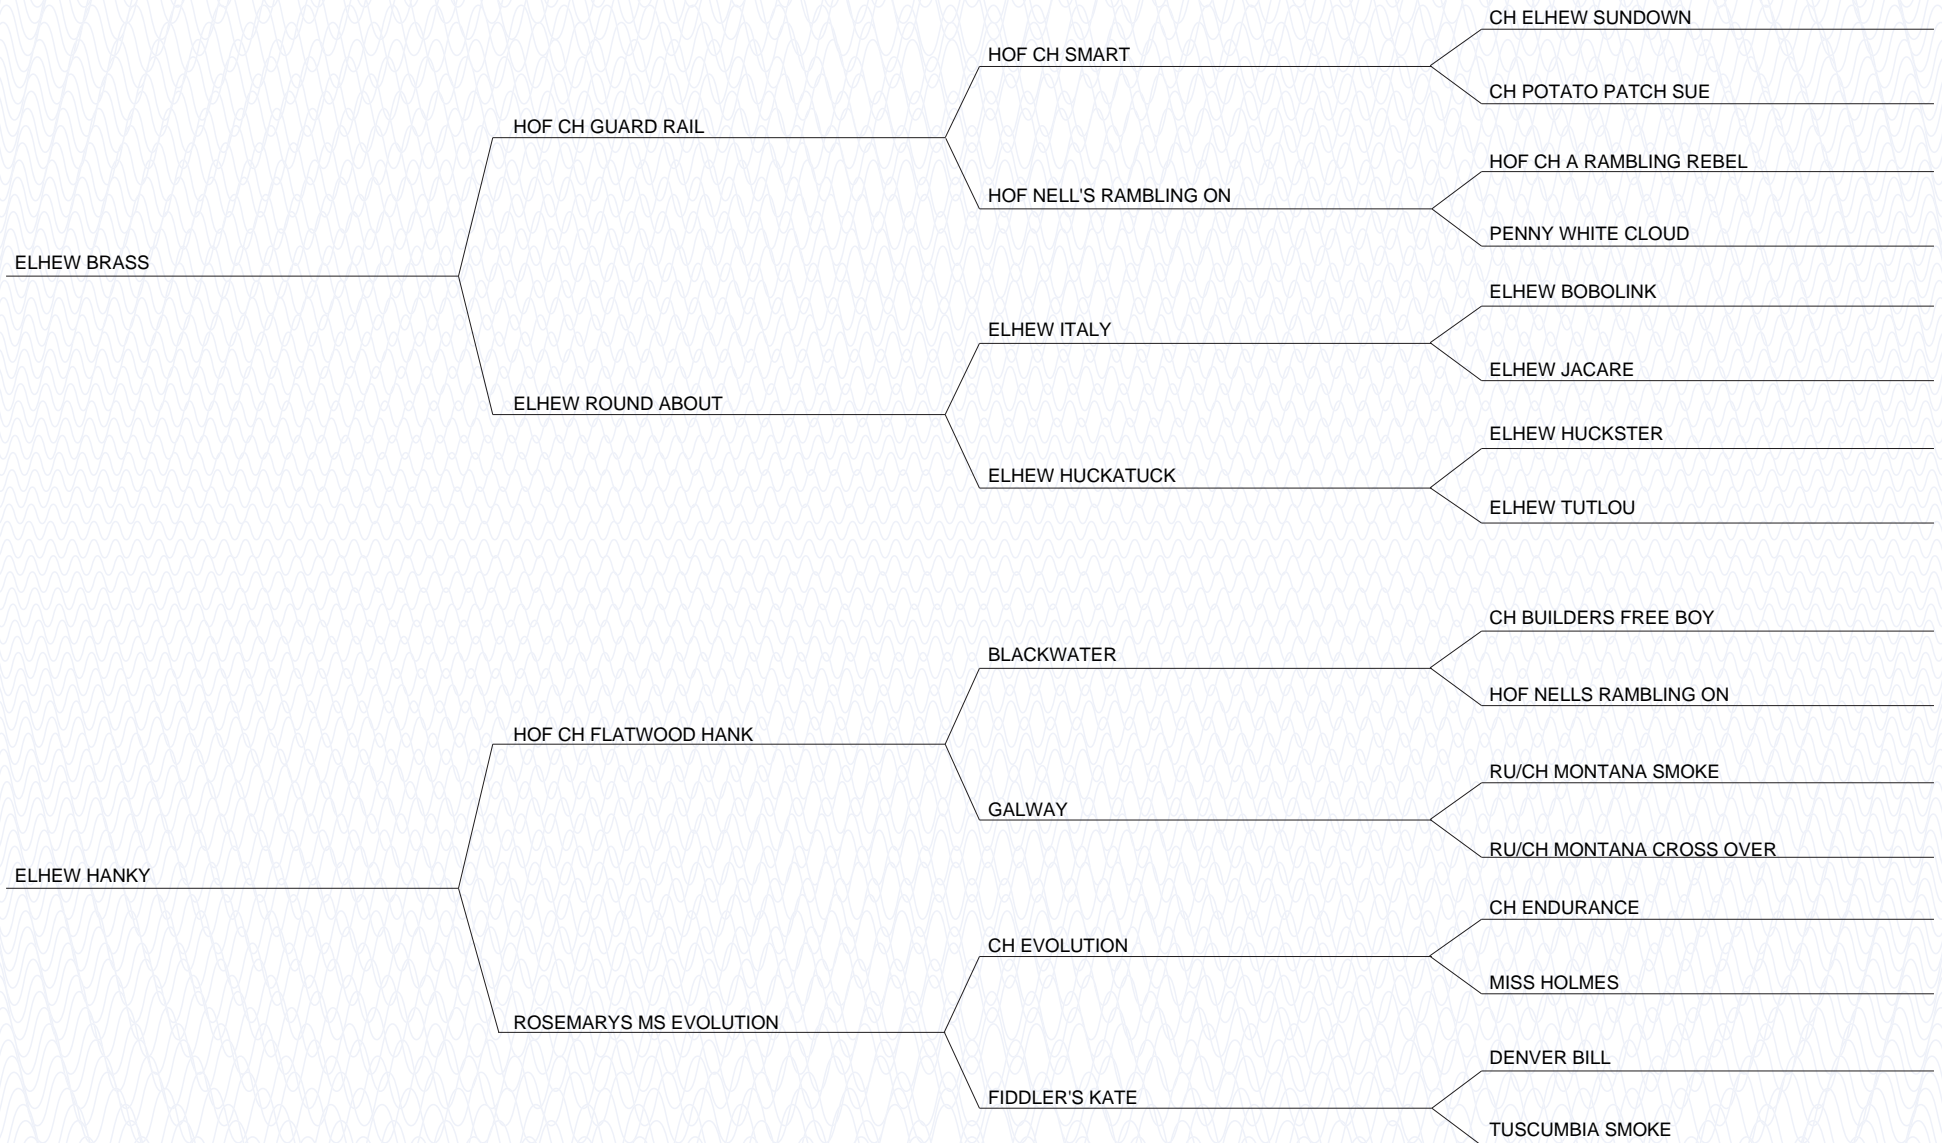 CH ELHEW SUNDOWN
HOF CH SMART
CH POTATO PATCH SUE
HOF CH GUARD RAIL
HOF CH A RAMBLING REBEL
HOF NELL'S RAMBLING ON
PENNY WHITE CLOUD
ELHEW BRASS
ELHEW BOBOLINK
ELHEW ITALY
ELHEW JACARE
ELHEW ROUND ABOUT
ELHEW HUCKSTER
ELHEW HUCKATUCK
ELHEW TUTLOU
CH BUILDERS FREE BOY
BLACKWATER
HOF NELLS RAMBLING ON
HOF CH FLATWOOD HANK
RU/CH MONTANA SMOKE
GALWAY
RU/CH MONTANA CROSS OVER
ELHEW HANKY
CH ENDURANCE
CH EVOLUTION
MISS HOLMES
ROSEMARYS MS EVOLUTION
DENVER BILL
FIDDLER'S KATE
TUSCUMBIA SMOKE